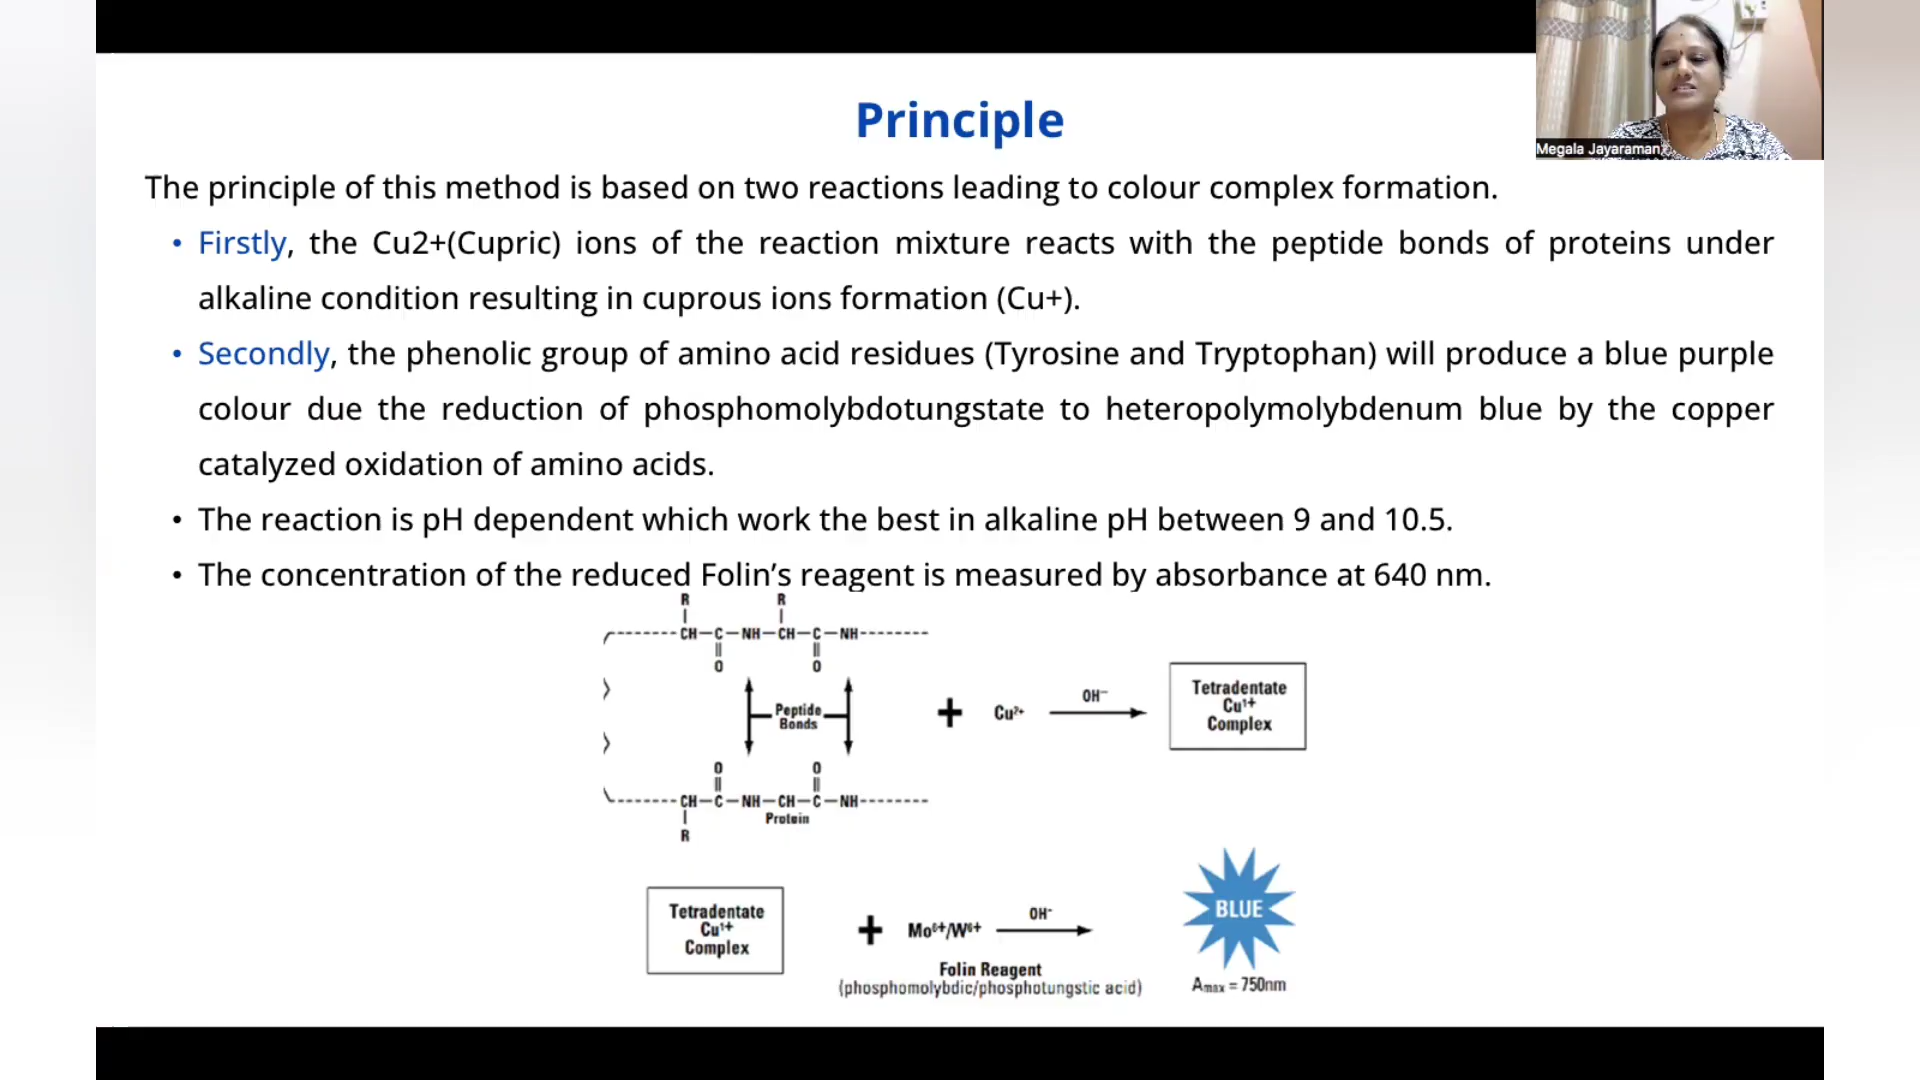 Principle
Megala Jayaraman
The principle of this method is based on two reactions leading to colour complex formation.
• Firstly, the Cu2+(Cupric) ions of the reaction mixture reacts with the peptide bonds of proteins under
alkaline condition resulting in cuprous ions formation (Cu+).
• Secondly, the phenolic group of amino acid residues (Tyrosine and Tryptophan) will produce a blue purple
colour due the reduction of phosphomolybdotungstate to heteropolymolybdenum blue by the copper
catalyzed oxidation of amino acids.
• The reaction is pH dependent which work the best in alkaline pH between 9 and 10.5.
• The concentration of the reduced Folin’s reagent is measured by absorbance at 640 nm.
R R
CH—C—NH—CH—C—NH
O O
Peptide
Bonds
+ Cu²⁺
OH⁻
Tetradentate
Cu¹⁺
Complex
O O
CH—C—NH—CH—C—NH
Protein
R
Tetradentate
Cu¹⁺
Complex
+ Mo⁶⁺/W⁶⁺
OH⁻
BLUE
Folin Reagent
(phosphomolybdic/phosphotungstic acid)
Amax = 750nm